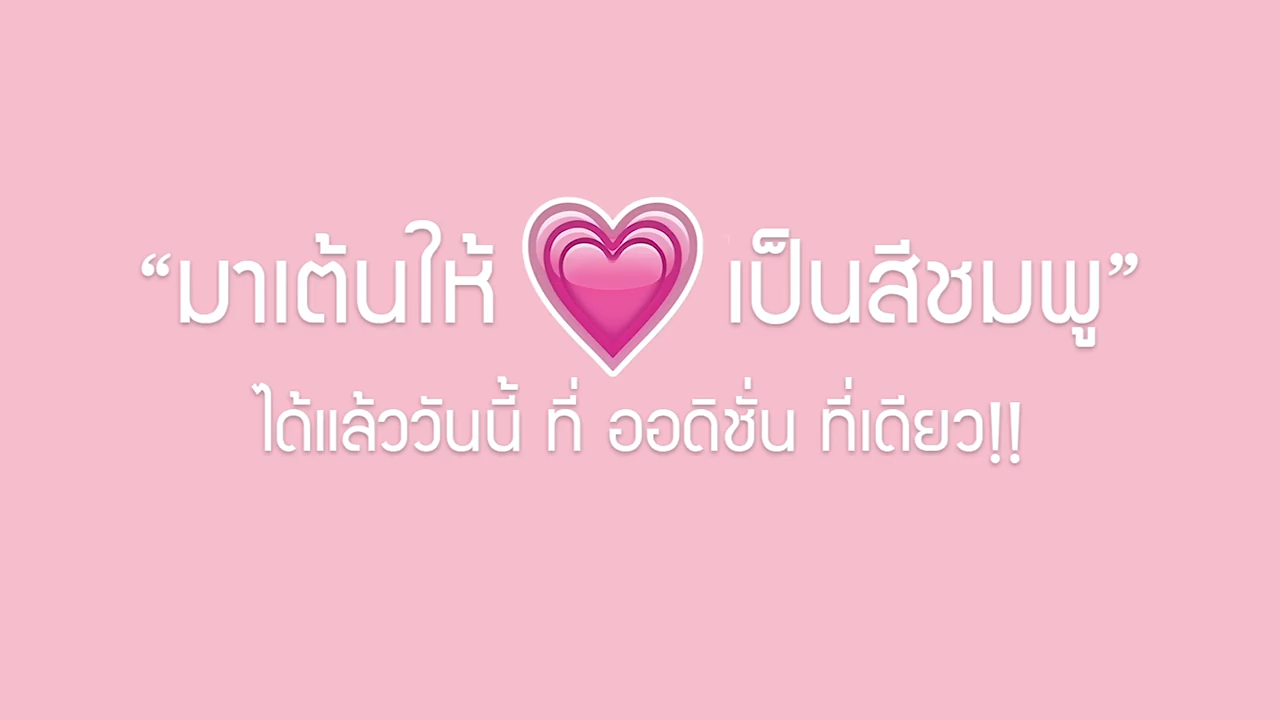 “มาเต้นให้ 💗 เป็นสีชมพู”
ได้แล้ววันนี้ ที่ ออดิชั่น ที่เดียว!!